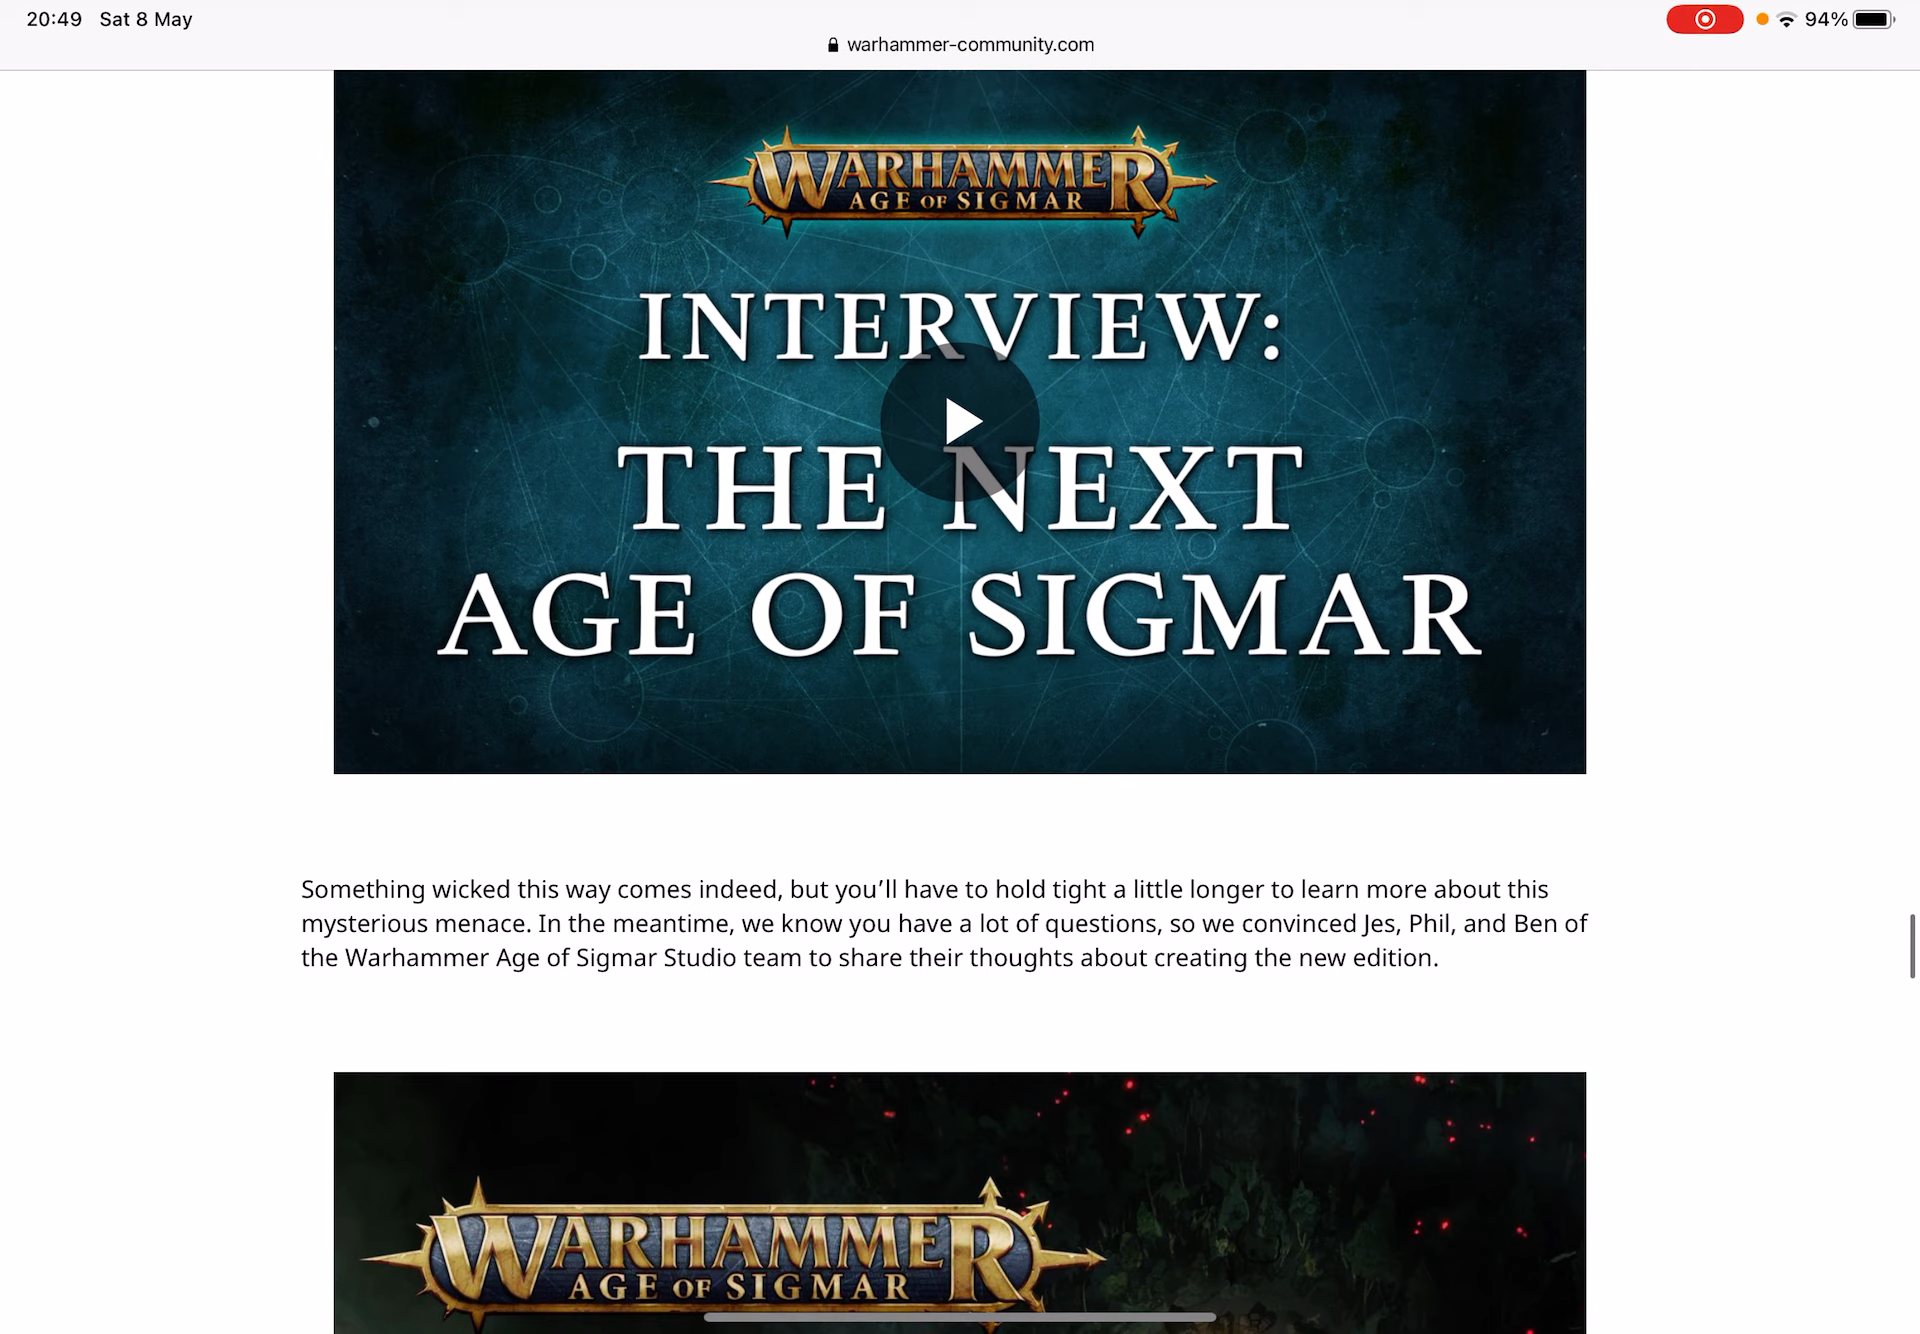 20:49 Sat 8 May
94%
warhammer-community.com
WARHAMMER
AGE OF SIGMAR
INTERVIEW:
THE NEXT
AGE OF SIGMAR
Something wicked this way comes indeed, but you’ll have to hold tight a little longer to learn more about this
mysterious menace. In the meantime, we know you have a lot of questions, so we convinced Jes, Phil, and Ben of
the Warhammer Age of Sigmar Studio team to share their thoughts about creating the new edition.
WARHAMMER
AGE OF SIGMAR